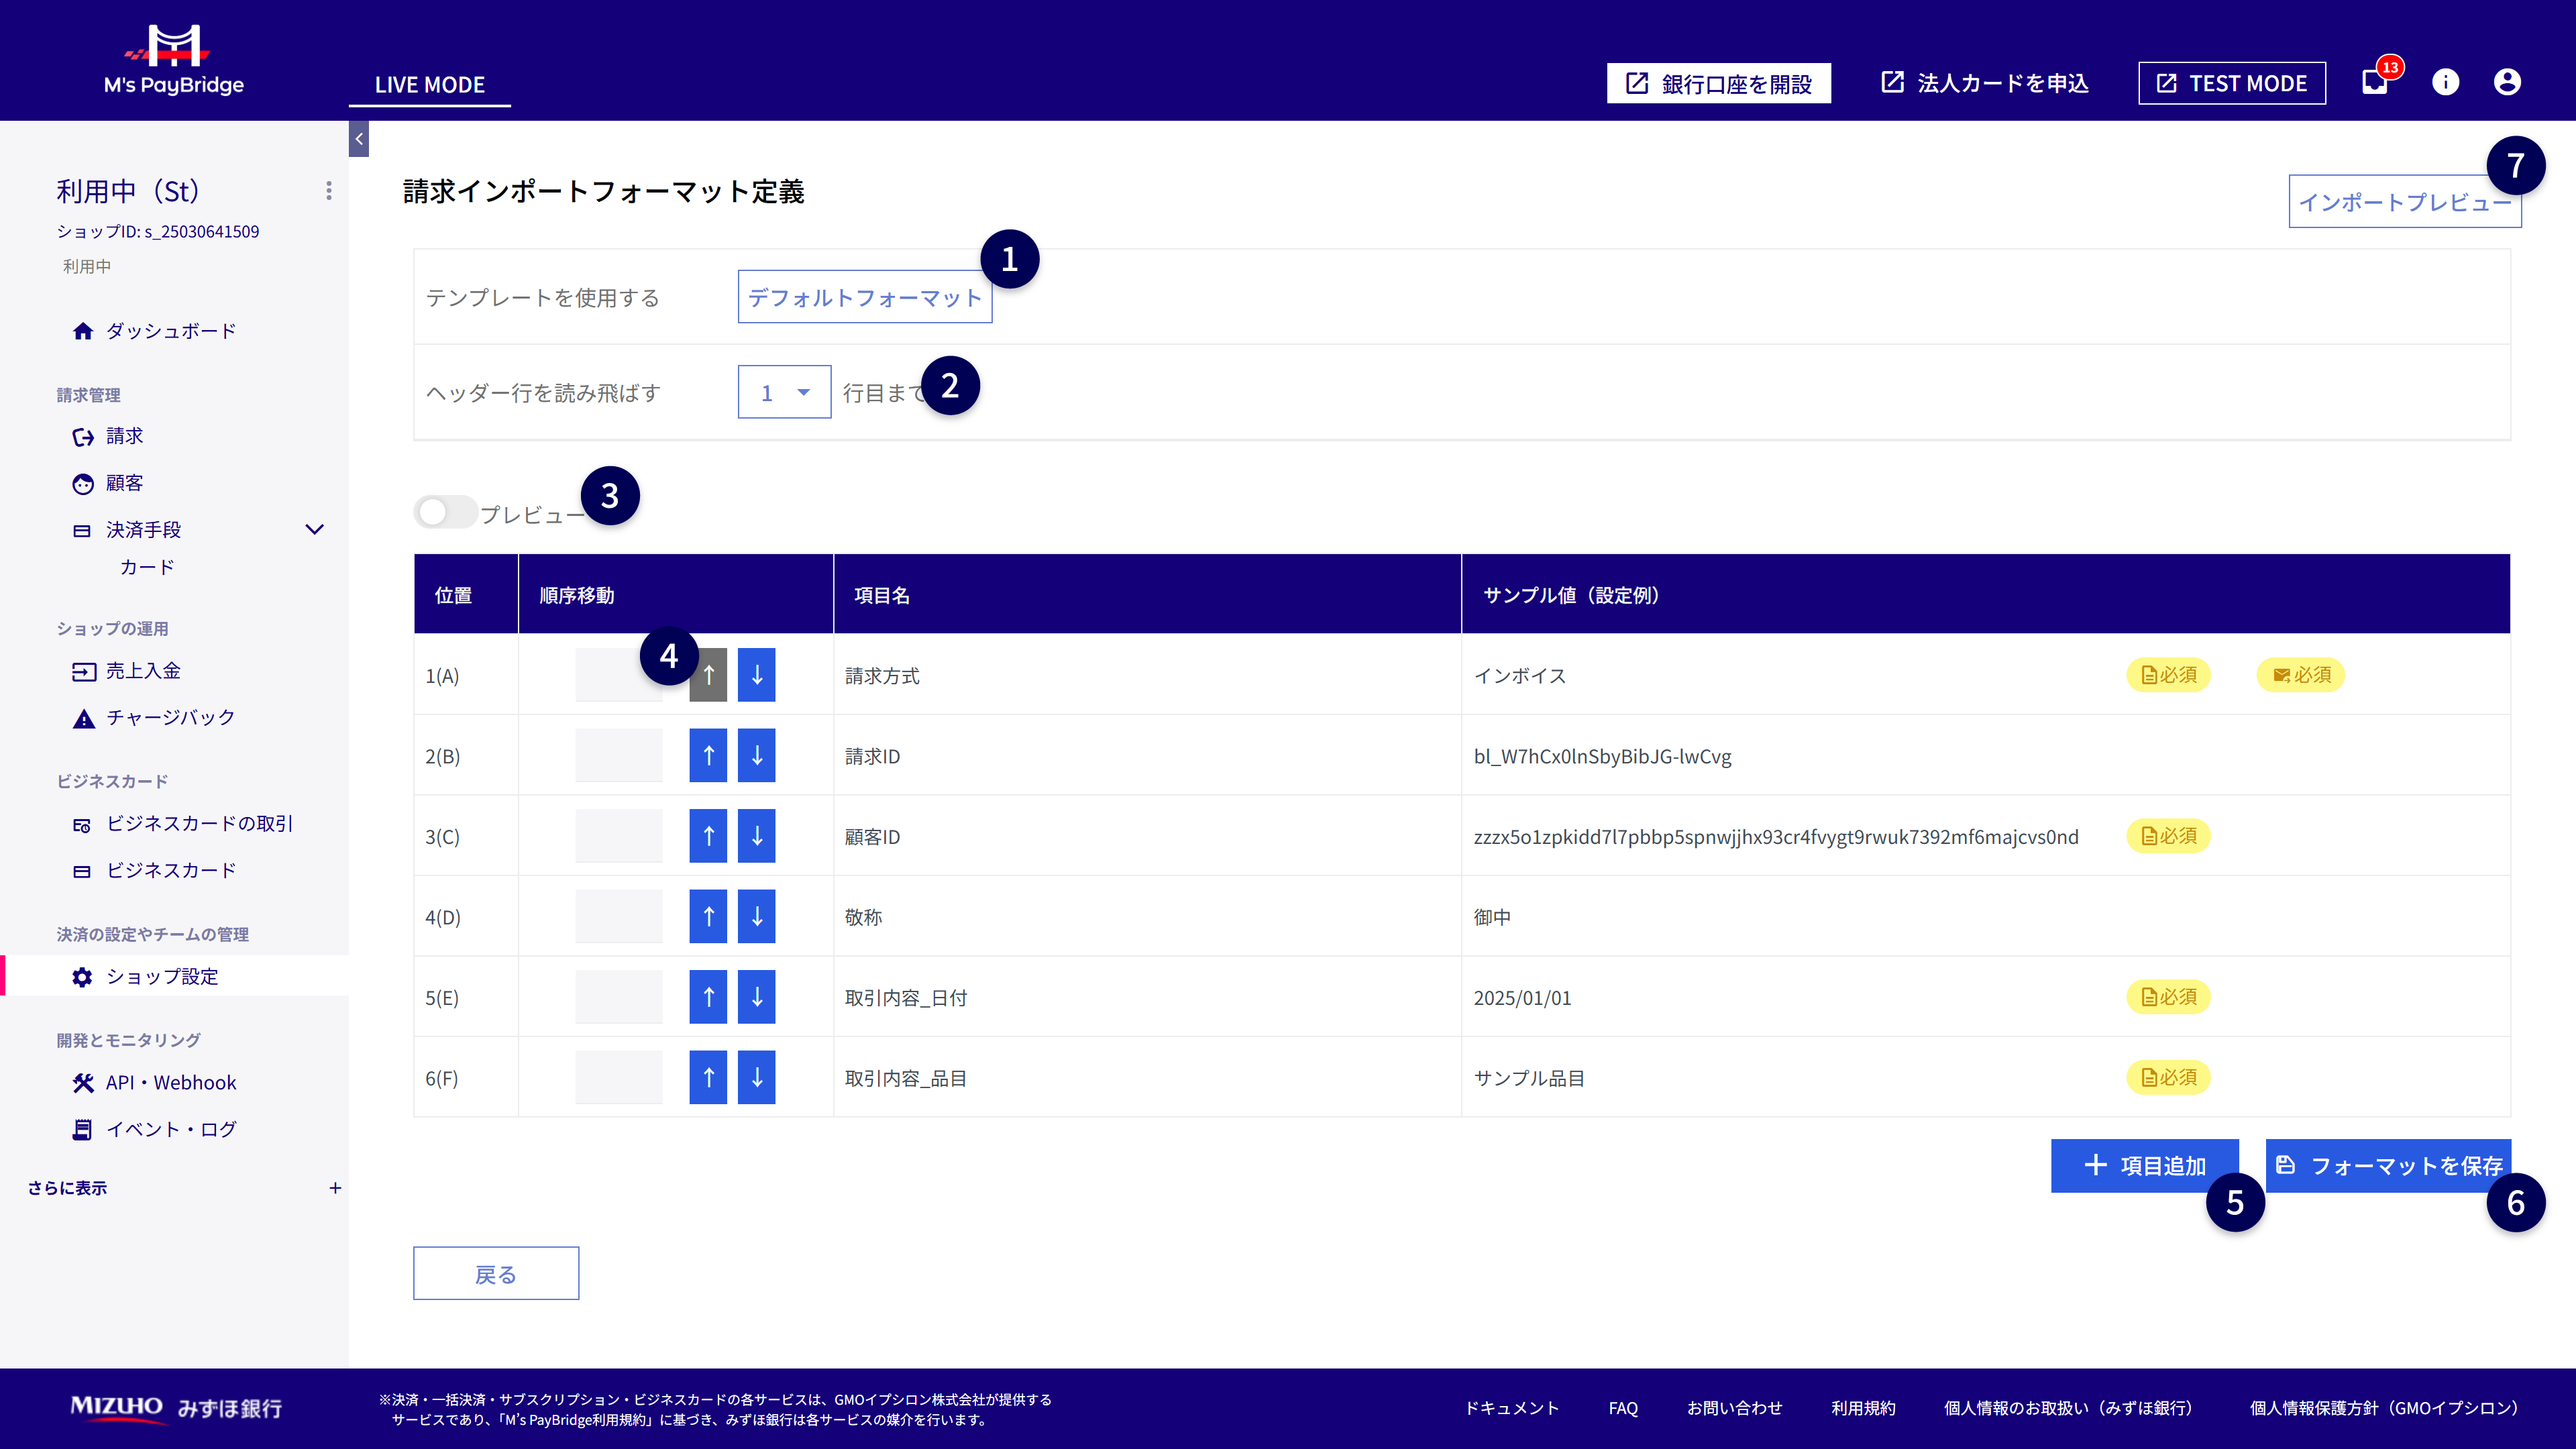 M's PayBridge
LIVE MODE
銀行口座を開設
法人カードを申込
TEST MODE
13
利用中（St）
ショップID: s_25030641509
利用中
ダッシュボード
請求管理
請求
顧客
決済手段
カード
ショップの運用
売上入金
チャージバック
ビジネスカード
ビジネスカードの取引
ビジネスカード
決済の設定やチームの管理
ショップ設定
開発とモニタリング
API・Webhook
イベント・ログ
さらに表示 +
請求インポートフォーマット定義
7
インポートプレビュー
1
テンプレートを使用する デフォルトフォーマット
2
ヘッダー行を読み飛ばす 1 行目まで
3
プレビュー
位置 順序移動 項目名 サンプル値（設定例）
4
1(A) ↑ ↓ 請求方式 インボイス 必須 必須
2(B) ↑ ↓ 請求ID bl_W7hCx0lnSbyBibJG-lwCvg
3(C) ↑ ↓ 顧客ID zzzx5o1zpkidd7l7pbbp5spnwjjhx93cr4fvygt9rwuk7392mf6majcvs0nd 必須
4(D) ↑ ↓ 敬称 御中
5(E) ↑ ↓ 取引内容_日付 2025/01/01 必須
6(F) ↑ ↓ 取引内容_品目 サンプル品目 必須
項目追加 フォーマットを保存
5 6
戻る
MIZUHO みずほ銀行
※決済・一括決済・サブスクリプション・ビジネスカードの各サービスは、GMOイプシロン株式会社が提供する
サービスであり、「M’s PayBridge利用規約」に基づき、みずほ銀行は各サービスの媒介を行います。
ドキュメント FAQ お問い合わせ 利用規約 個人情報のお取扱い（みずほ銀行） 個人情報保護方針（GMOイプシロン）